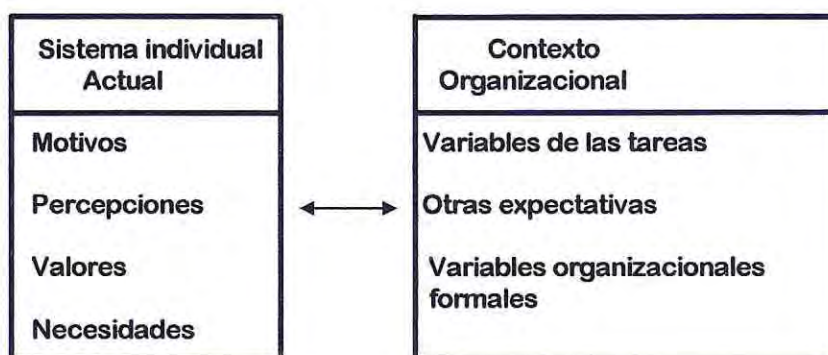 Sistema individual
Actual
Motivos
Percepciones
Valores
Necesidades
Contexto
Organizacional
Variables de las tareas
Otras expectativas
Variables organizacionales
formales